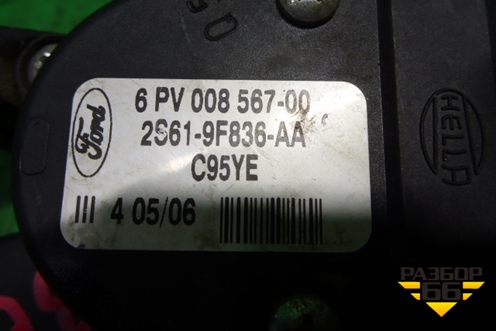 6 PV 008 567-00
Ford
2S61-9F836-AA
C95YE
III 4 05/06
HELLA
РАЗБОР
66